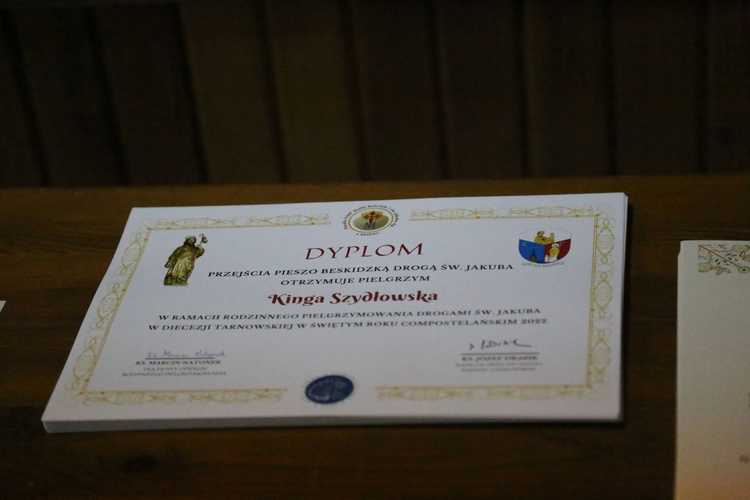 DYPLOM
PRZEJŚCIA PIESZO BESKIDZKĄ DROGĄ ŚW. JAKUBA
OTRZYMUJE PIELGRZYM
Kinga Szydłowska
W RAMACH RODZINNEGO PIELGRZYMOWANIA DROGAMI ŚW. JAKUBA
W DIECEZJI TARNOWSKIEJ W ŚWIĘTYM ROKU COMPOSTELAŃSKIM 2022.
KS. MARCIN NATONEK
KS. JÓZEF DRABIK